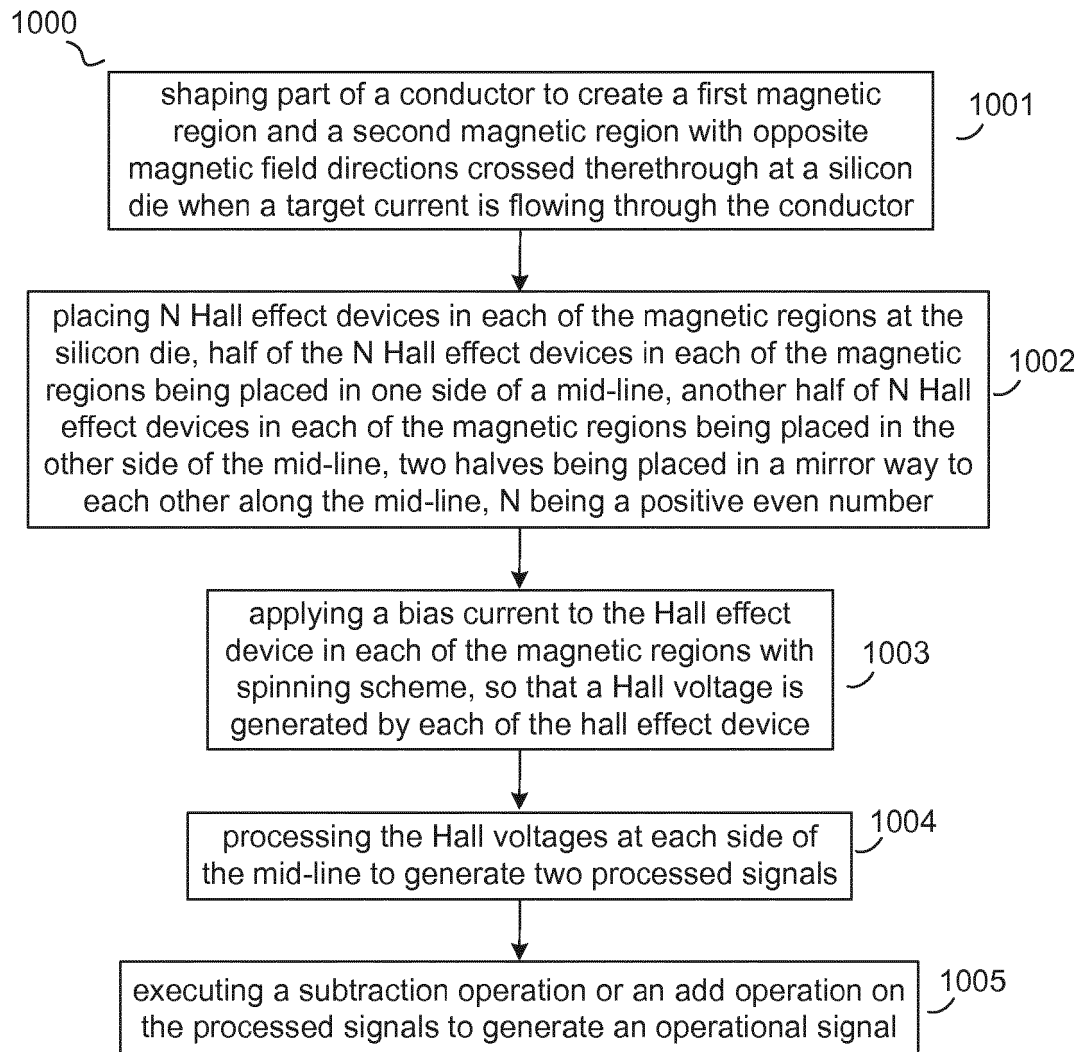 1000
shaping part of a conductor to create a first magnetic
region and a second magnetic region with opposite
magnetic field directions crossed therethrough at a silicon
die when a target current is flowing through the conductor
1001
placing N Hall effect devices in each of the magnetic regions at the
silicon die, half of the N Hall effect devices in each of the magnetic
regions being placed in one side of a mid-line, another half of N Hall
effect devices in each of the magnetic regions being placed in the
other side of the mid-line, two halves being placed in a mirror way to
each other along the mid-line, N being a positive even number
1002
applying a bias current to the Hall effect
device in each of the magnetic regions with
spinning scheme, so that a Hall voltage is
generated by each of the hall effect device
1003
processing the Hall voltages at each side of
the mid-line to generate two processed signals
1004
executing a subtraction operation or an add operation on
the processed signals to generate an operational signal
1005